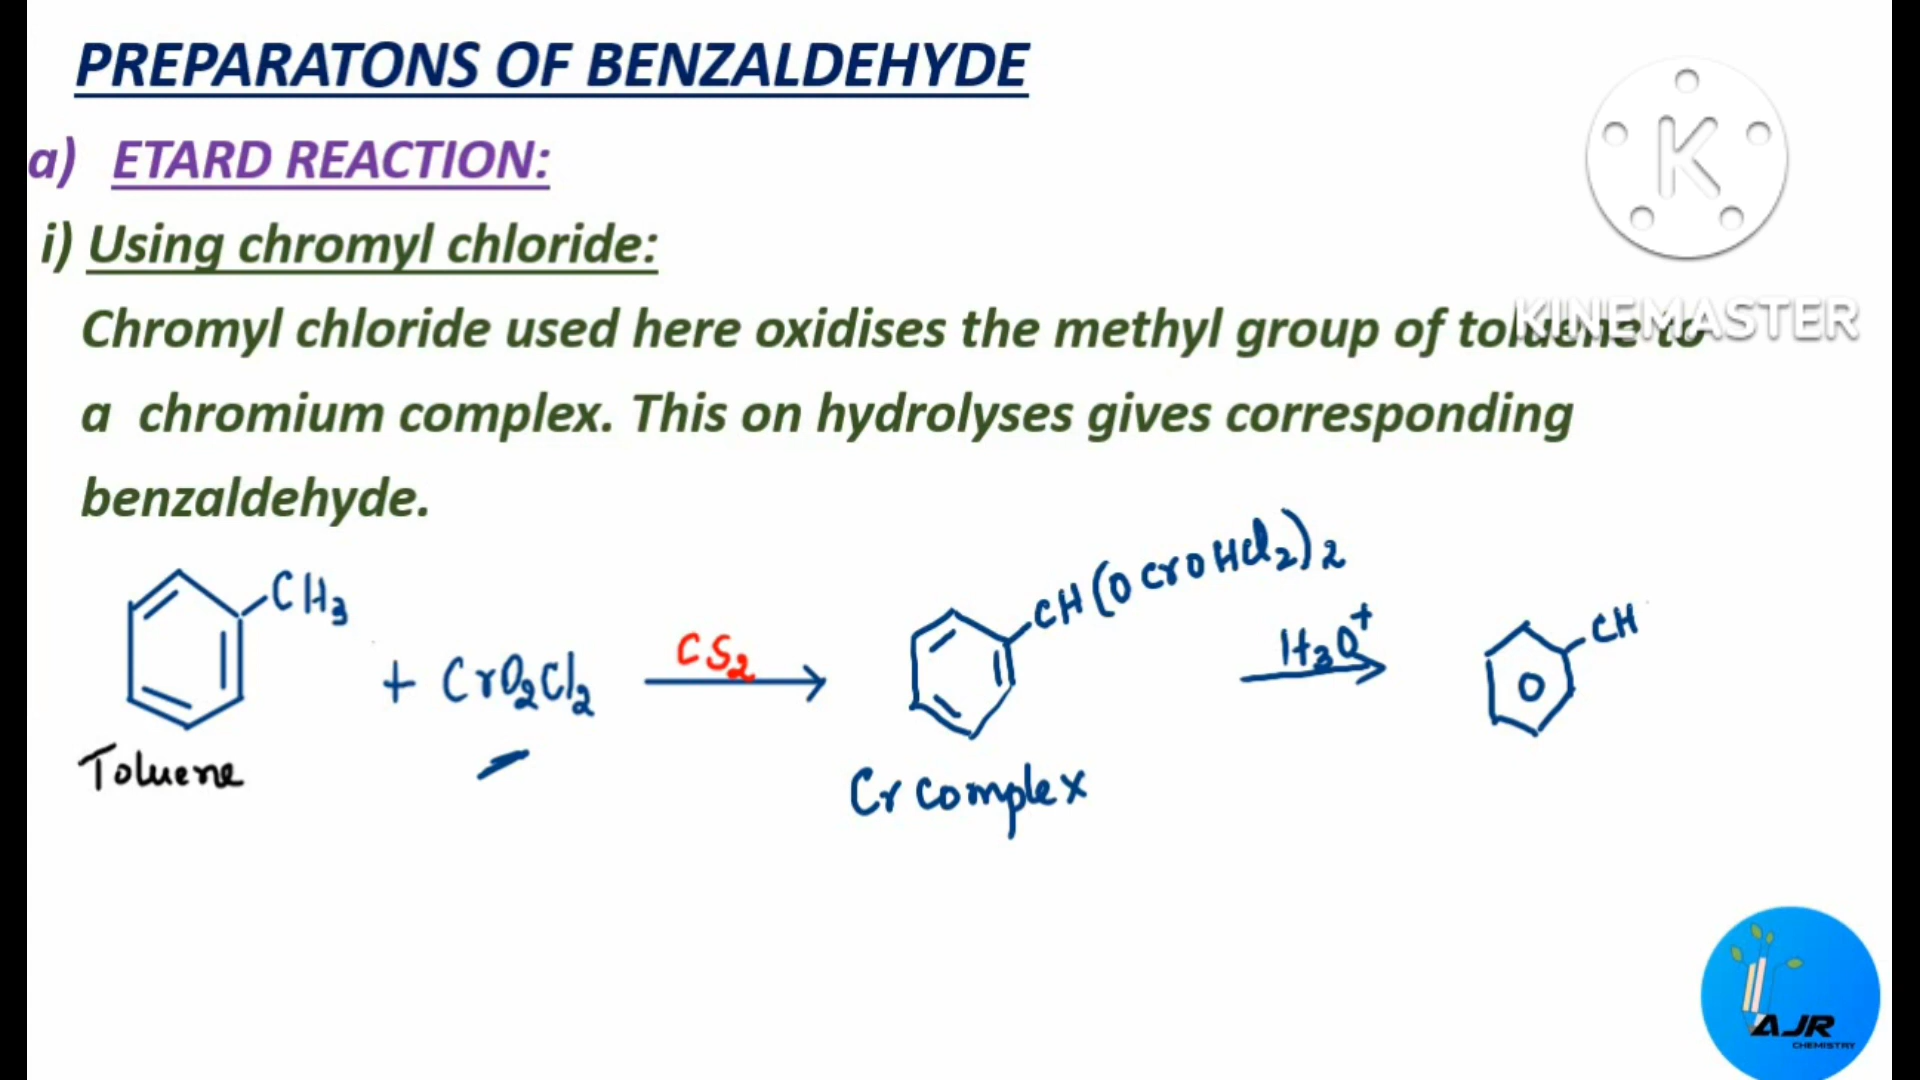 PREPARATONS OF BENZALDEHYDE
a) ETARD REACTION:
i) Using chromyl chloride:
Chromyl chloride used here oxidises the methyl group of toluene to
a chromium complex. This on hydrolyses gives corresponding
benzaldehyde.
K
KINEMASTER
CH3
+ CrO2Cl2
CS2
CH(OCrOHCl2)2
H3O+
CH
Toluene
Cr complex
AJR
CHEMISTRY